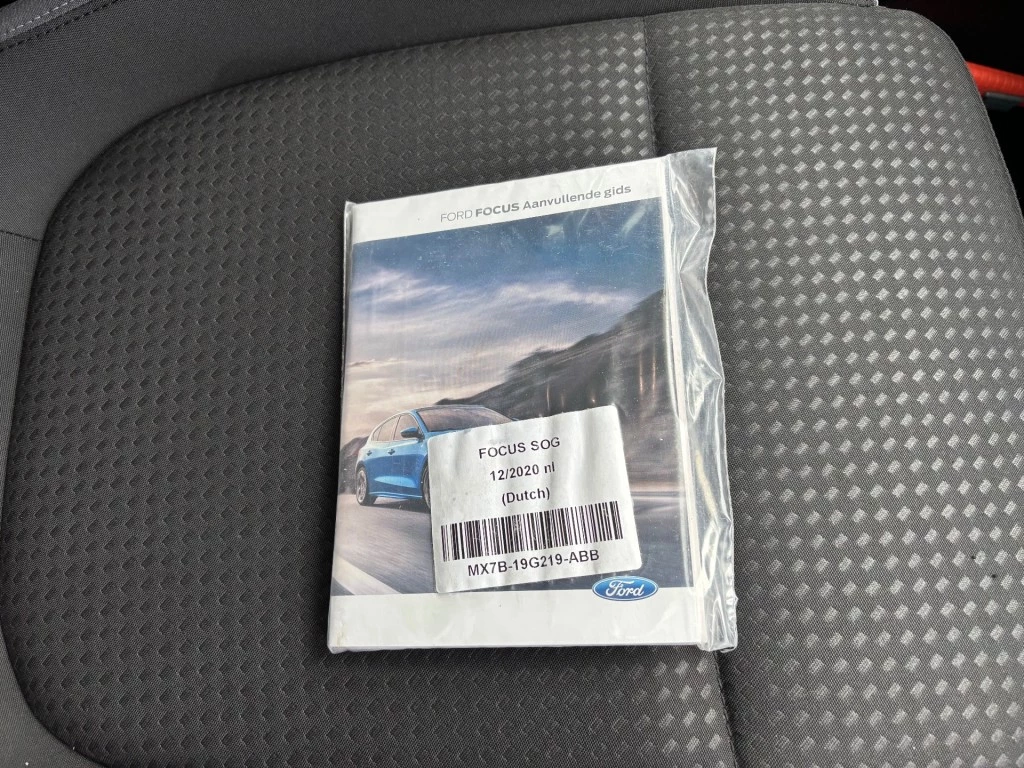 FORD FOCUS Aanvullende gids
FOCUS SOG
12/2020 nl
(Dutch)
MX7B-19G219-ABB
Ford